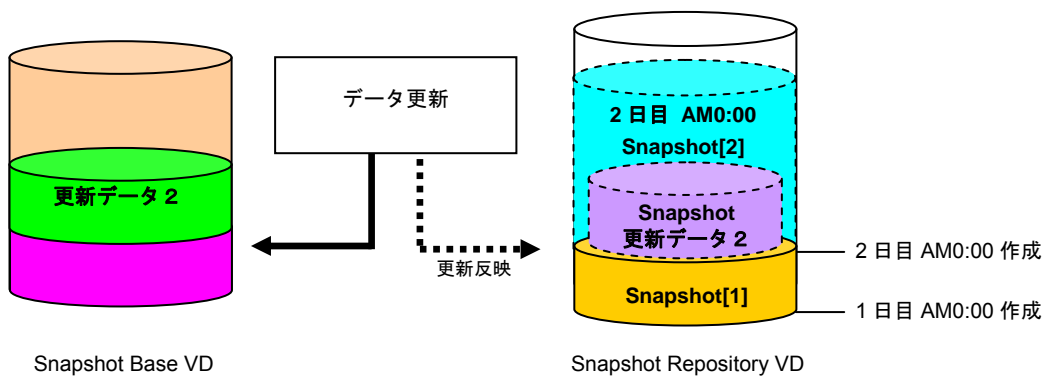 データ更新
2 日目 AM0:00
Snapshot[2]
更新データ２
Snapshot
更新データ２
更新反映
2 日目 AM0:00 作成
Snapshot[1]
1 日目 AM0:00 作成
Snapshot Base VD
Snapshot Repository VD